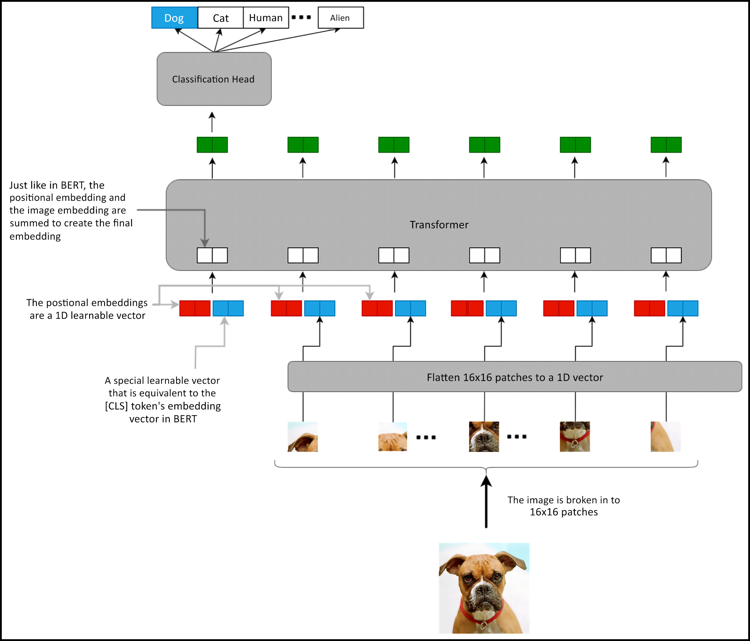 Dog Cat Human Alien
Classification Head
Just like in BERT, the
positional embedding and
the image embedding are
summed to create the final
embedding
Transformer
The postional embeddings
are a 1D learnable vector
A special learnable vector
that is equivalent to the
[CLS] token's embedding
vector in BERT
Flatten 16x16 patches to a 1D vector
The image is broken in to
16x16 patches